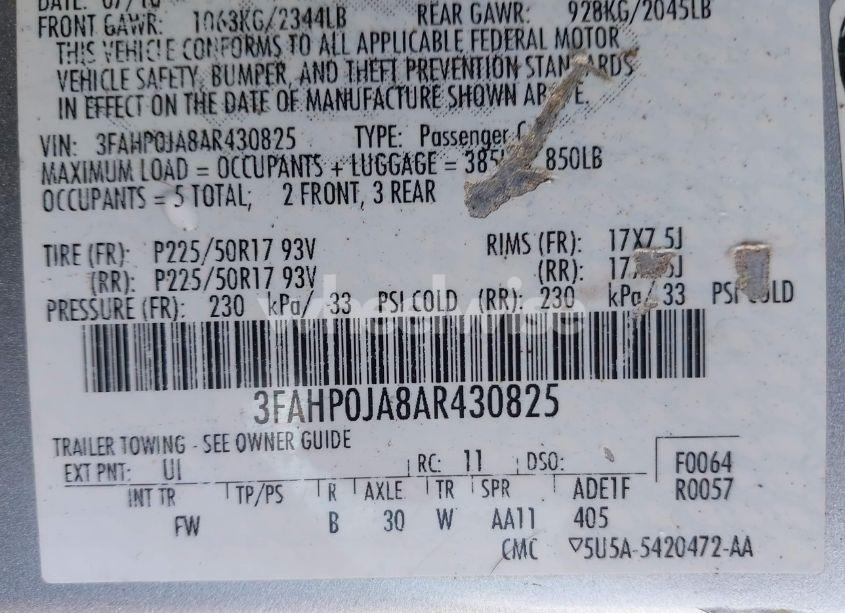 FRONT GAWR: 1063KG/2344LB REAR GAWR: 928KG/2045LB
THIS VEHICLE CONFORMS TO ALL APPLICABLE FEDERAL MOTOR
VEHICLE SAFETY, BUMPER, AND THEFT PREVENTION STANDARDS
IN EFFECT ON THE DATE OF MANUFACTURE SHOWN ABOVE.
VIN: 3FAHP0JA8AR430825 TYPE: Passenger
MAXIMUM LOAD = OCCUPANTS + LUGGAGE = 385 850LB
OCCUPANTS = 5 TOTAL; 2 FRONT, 3 REAR
TIRE (FR): P225/50R17 93V RIMS (FR): 17X7.5J
(RR): P225/50R17 93V (RR):
PRESSURE (FR): 230 kPa/ 33 PSI COLD (RR): 230 kPa/ 33 PSI COLD
wheelwise
3FAHP0JA8AR430825
TRAILER TOWING - SEE OWNER GUIDE
EXT PNT: UI RC: 11 DSO: F0064
INT TR TP/PS R AXLE TR SPR ADE1F R0057
FW B 30 W AA11 405
CMC ▽5U5A-5420472-AA